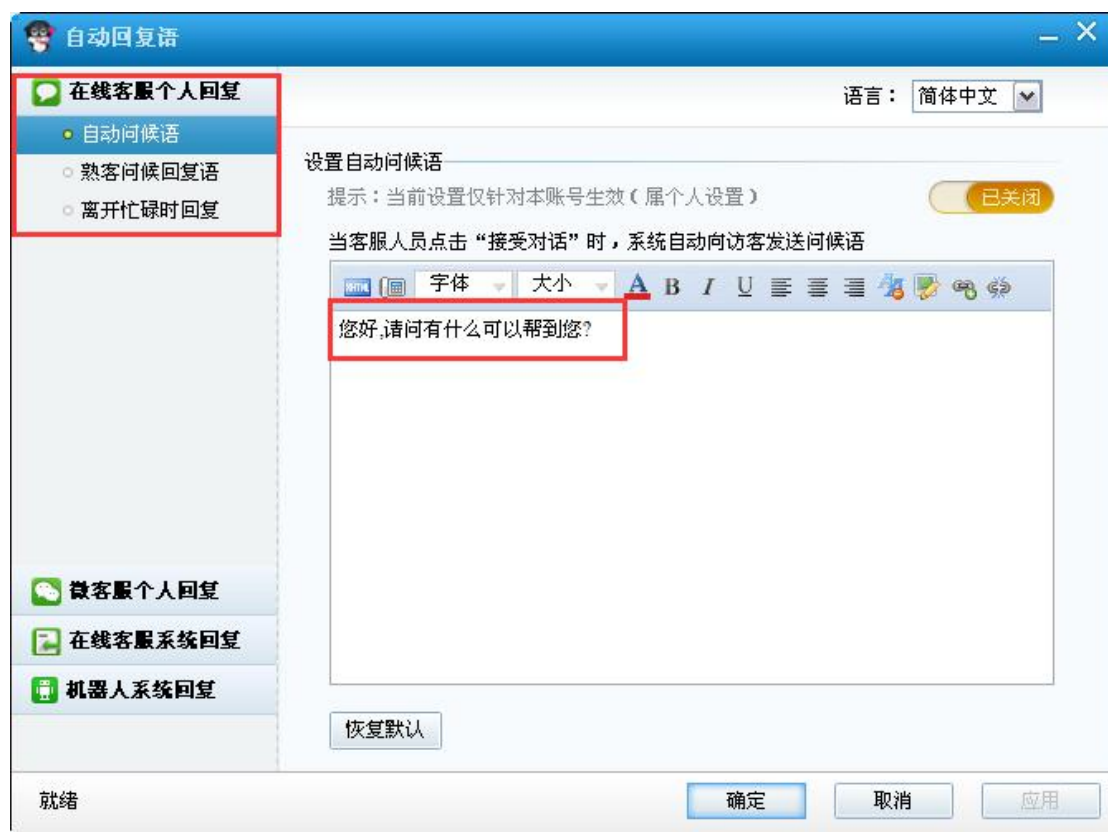 自动回复语
在线客服个人回复
语言： 简体中文
自动问候语
熟客问候回复语
离开忙碌时回复
设置自动问候语
提示：当前设置仅针对本账号生效（属个人设置）
已关闭
当客服人员点击“接受对话”时，系统自动向访客发送问候语
字体 大小 A B I U
您好,请问有什么可以帮到您?
微客服个人回复
在线客服系统回复
机器人系统回复
恢复默认
就绪
确定 取消 应用